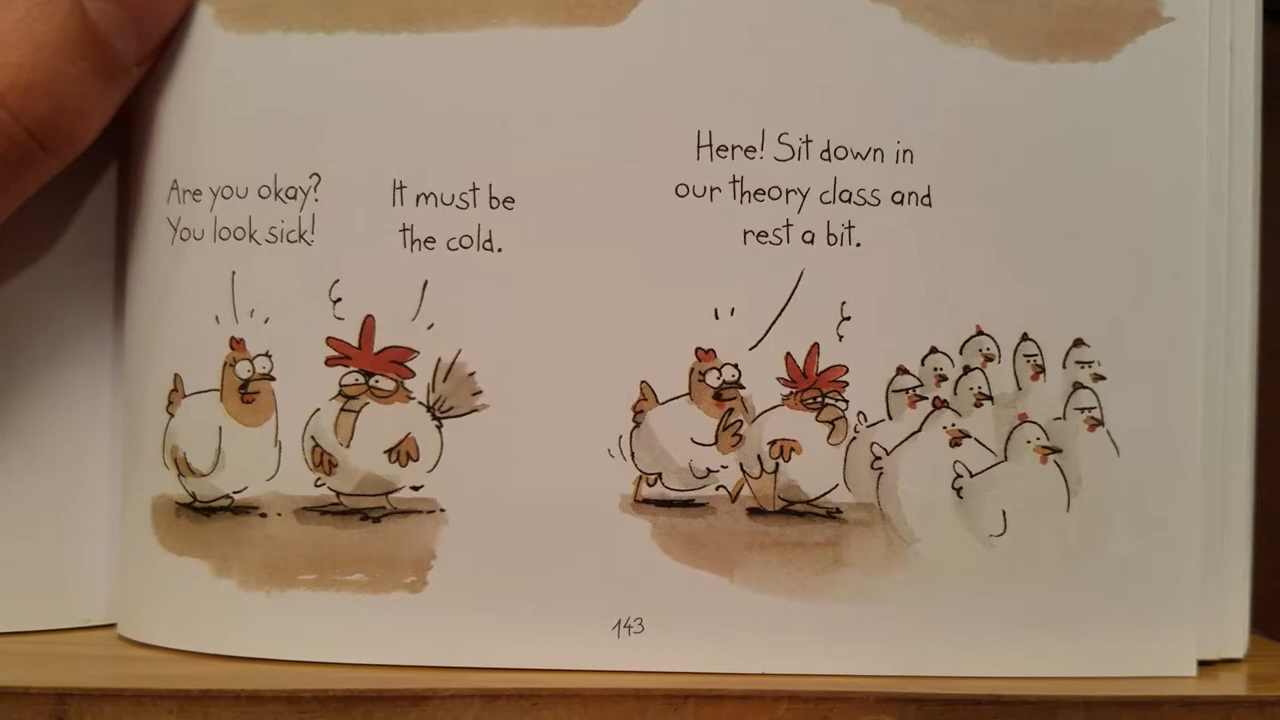 Are you okay?
You look sick!
It must be
the cold.
Here! Sit down in
our theory class and
rest a bit.
143